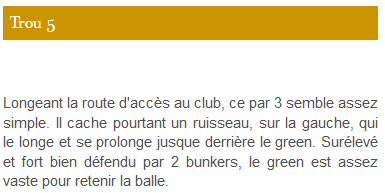 Trou 5
Longeant la route d'accès au club, ce par 3 semble assez
simple. Il cache pourtant un ruisseau, sur la gauche, qui
le longe et se prolonge jusque derrière le green. Surélevé
et fort bien défendu par 2 bunkers, le green est assez
vaste pour retenir la balle.